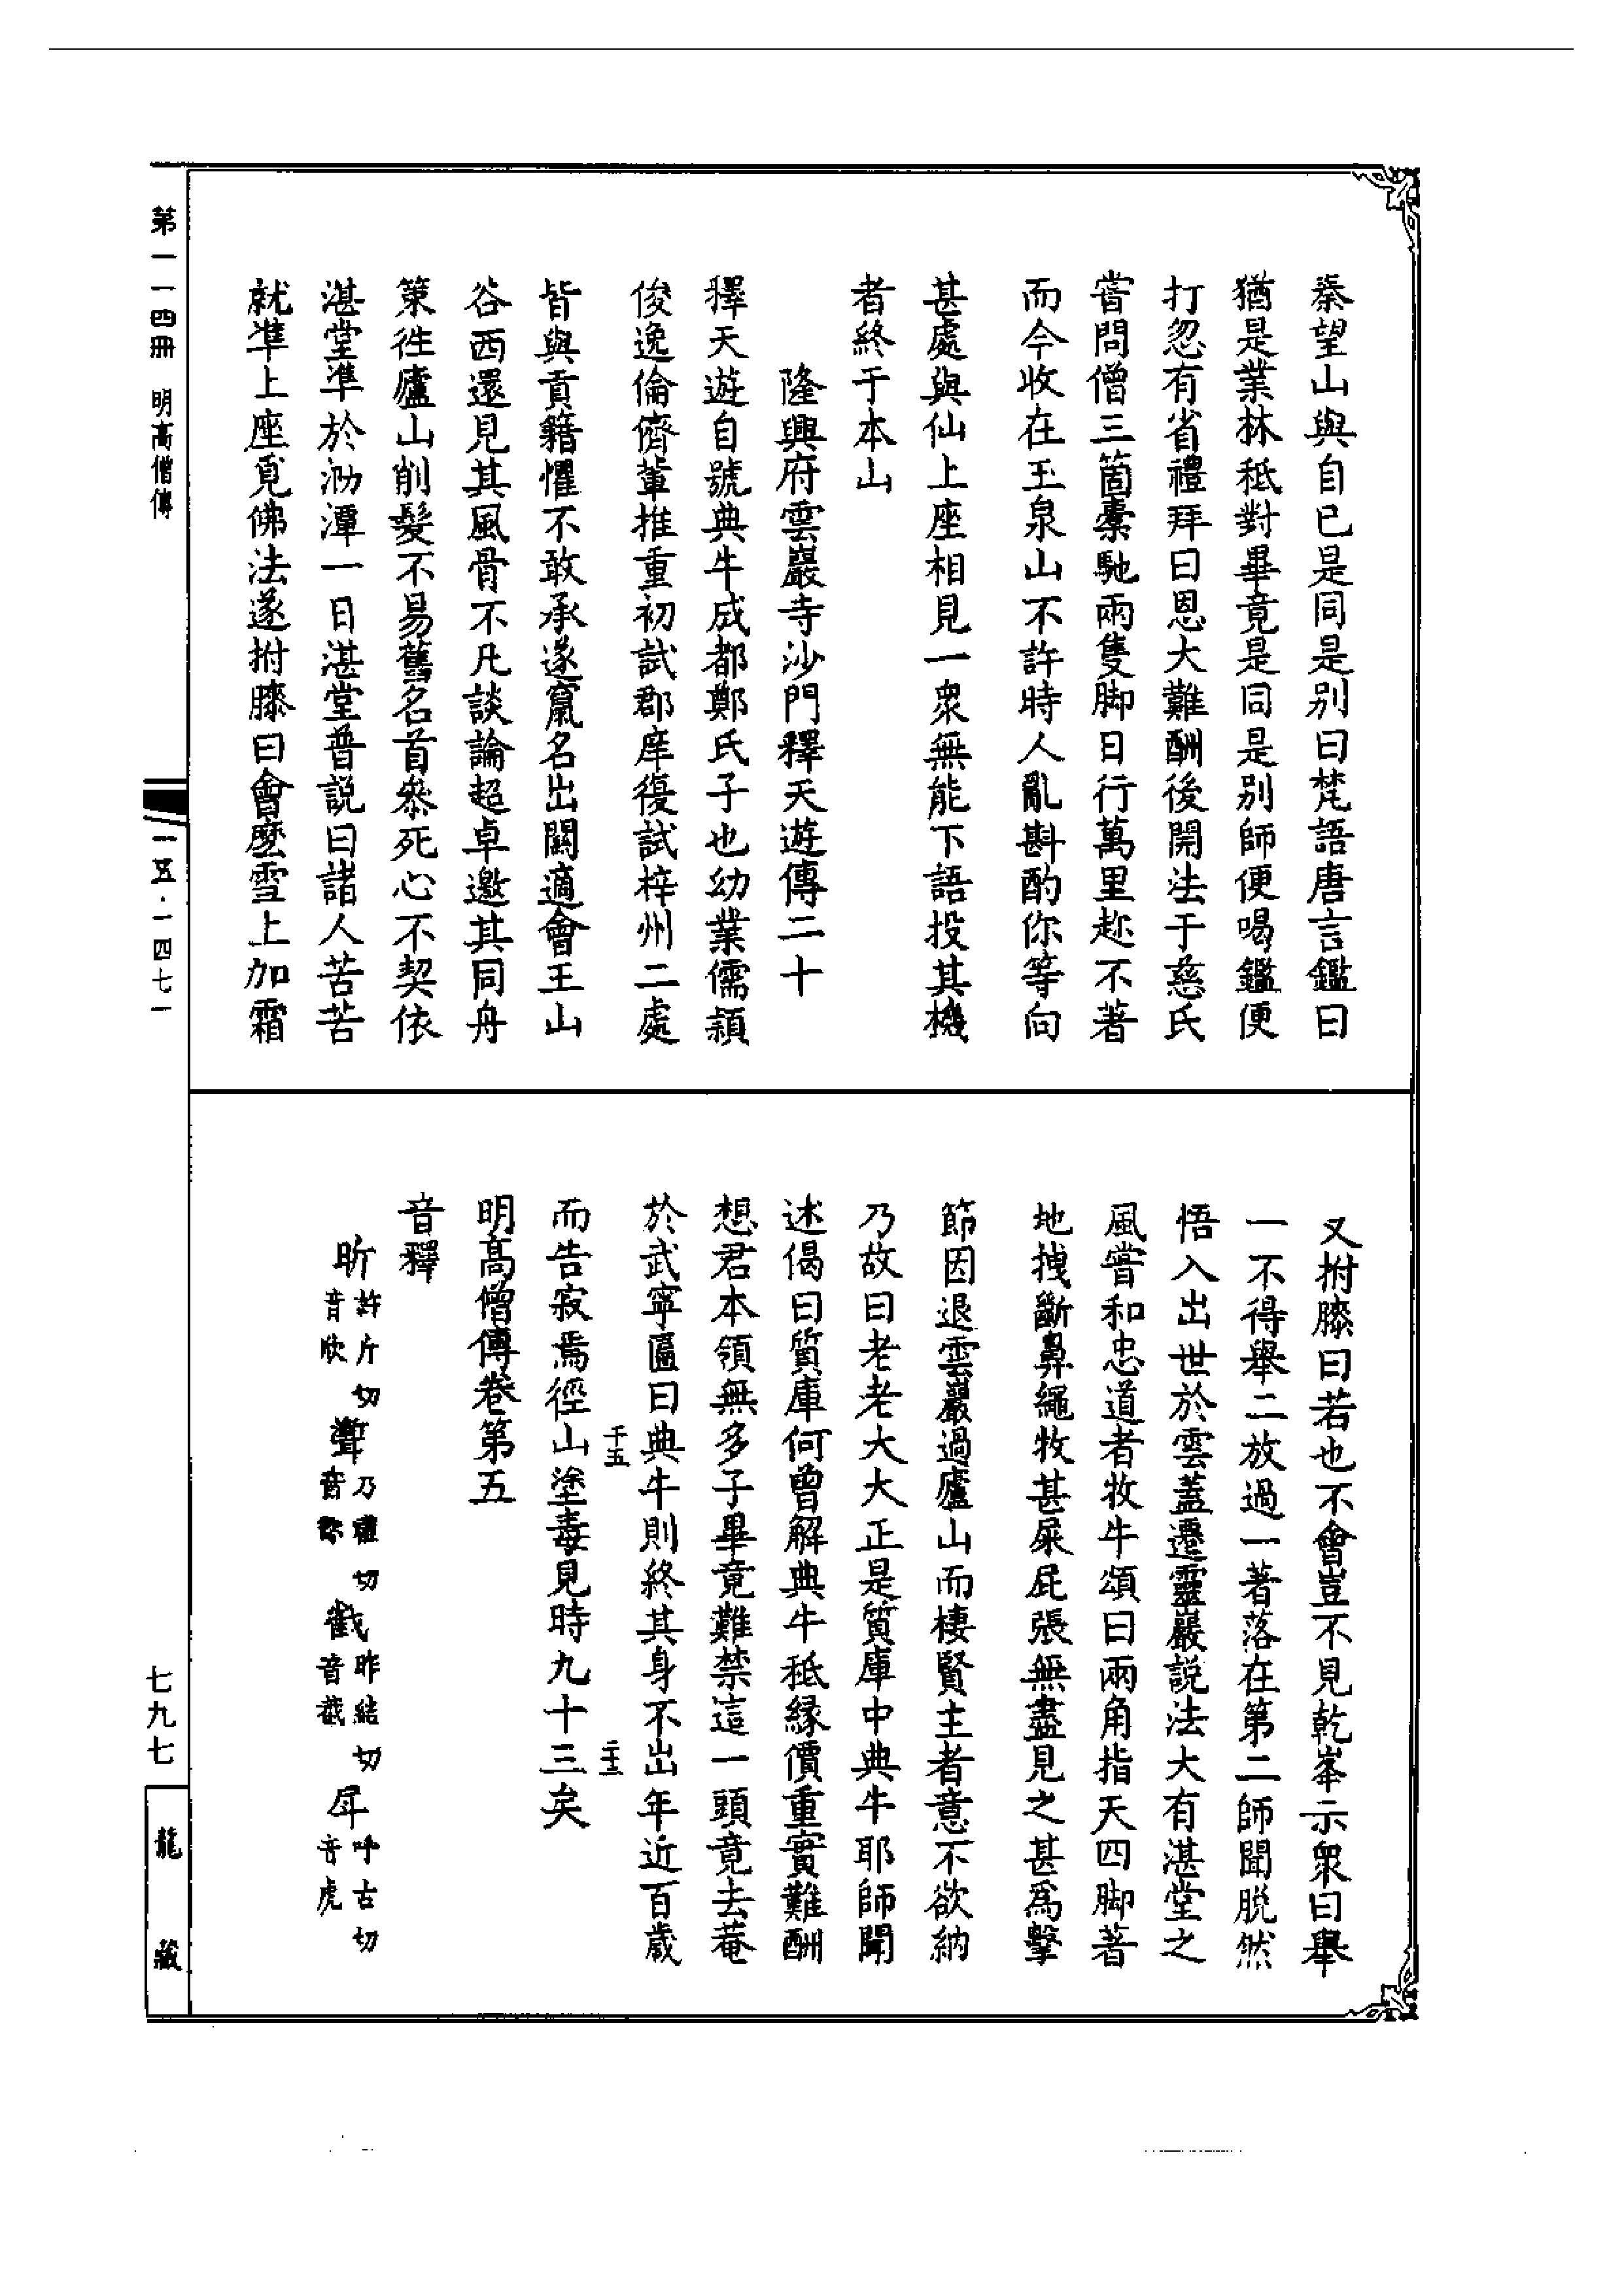 秦望山與自已是同是别曰梵語唐言鑑曰
猶是業林秪對畢竟是同是别師便喝鑑便
打忽有省禮拜曰恩大難酬後開法于慈氏
甞問僧三箇橐駞兩隻脚日行萬里趂不著
而今收在玉泉山不許時人亂斟酌你等向
甚處與仙上座相見一衆無能下語投其機
者終于本山
隆興府雲巖寺沙門釋天遊傳二十
釋天遊自號典牛成都鄭氏子也幼業儒頴
俊逸倫儕軰推重初試郡庠復試梓州二處
皆與貢籍懼不敢承遂竄名出關適會王山
谷西還見其風骨不凡談論超卓邀其同舟
策徃廬山削髮不易舊名首叅死心不契依
湛堂準於泐潭一日湛堂普説曰諸人苦苦
就準上座覓佛法遂拊膝曰會麽雪上加霜
又拊膝曰若也不會豈不見乾峯示衆曰舉
一不得舉二放過一著落在第二師聞脱然
悟入出世於雲蓋遷靈巖説法大有湛堂之
風嘗和忠道者牧牛頌曰兩角指天四脚著
地拽斷鼻繩牧甚屎屁張無盡見之甚爲擊
節因退雲巖過廬山而棲賢主者意不欲納
乃故曰老老大大正是質庫中典牛耶師聞
述偈曰質庫何曾解典牛秪緣價重實難酬
想君本領無多子畢竟難禁這一頭竟去菴
於武寧匾曰典牛則終其身不出年近百歲
而告寂焉徑山塗毒見時九十三矣
明高僧傳卷第五
音釋
昕許斤切音欣 乃切音 昨結切音截 虖呼古切音虎
第一一四冊 明高僧傳
一五·一四七一
七九七
龍藏